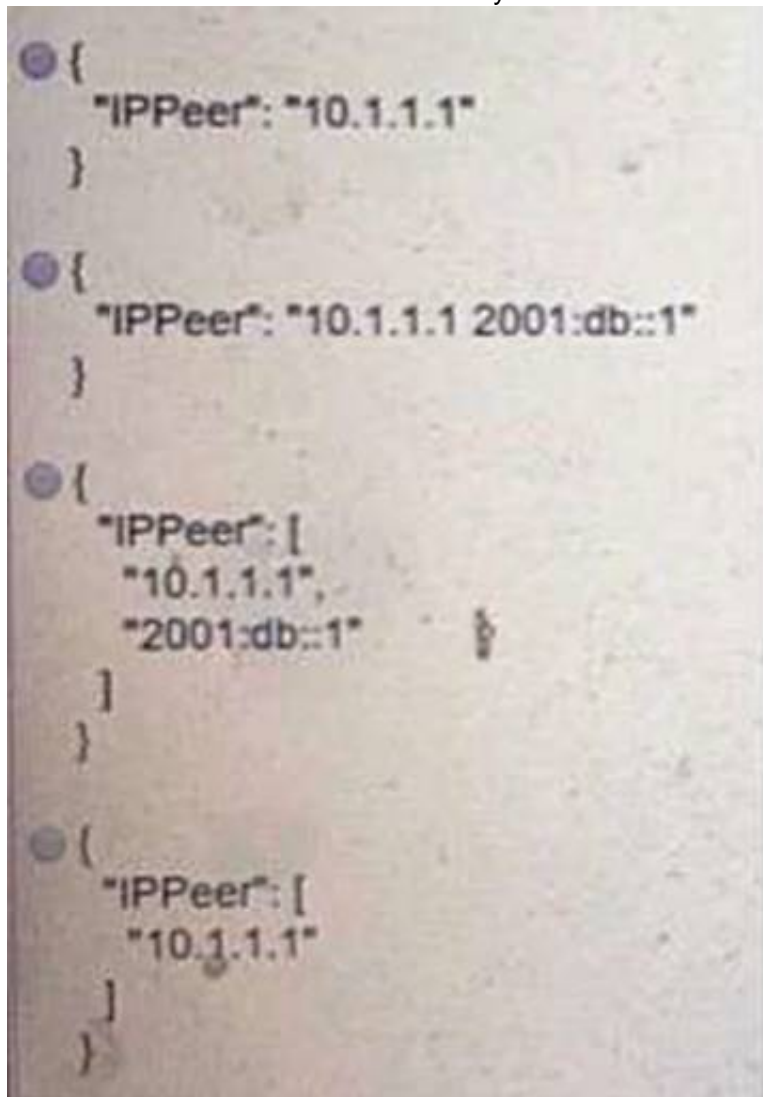 {
"IPPeer": "10.1.1.1"
}
{
"IPPeer": "10.1.1.1 2001:db::1"
}
{
"IPPeer": [
"10.1.1.1",
"2001:db::1"
]
}
{
"IPPeer": [
"10.1.1.1"
]
}